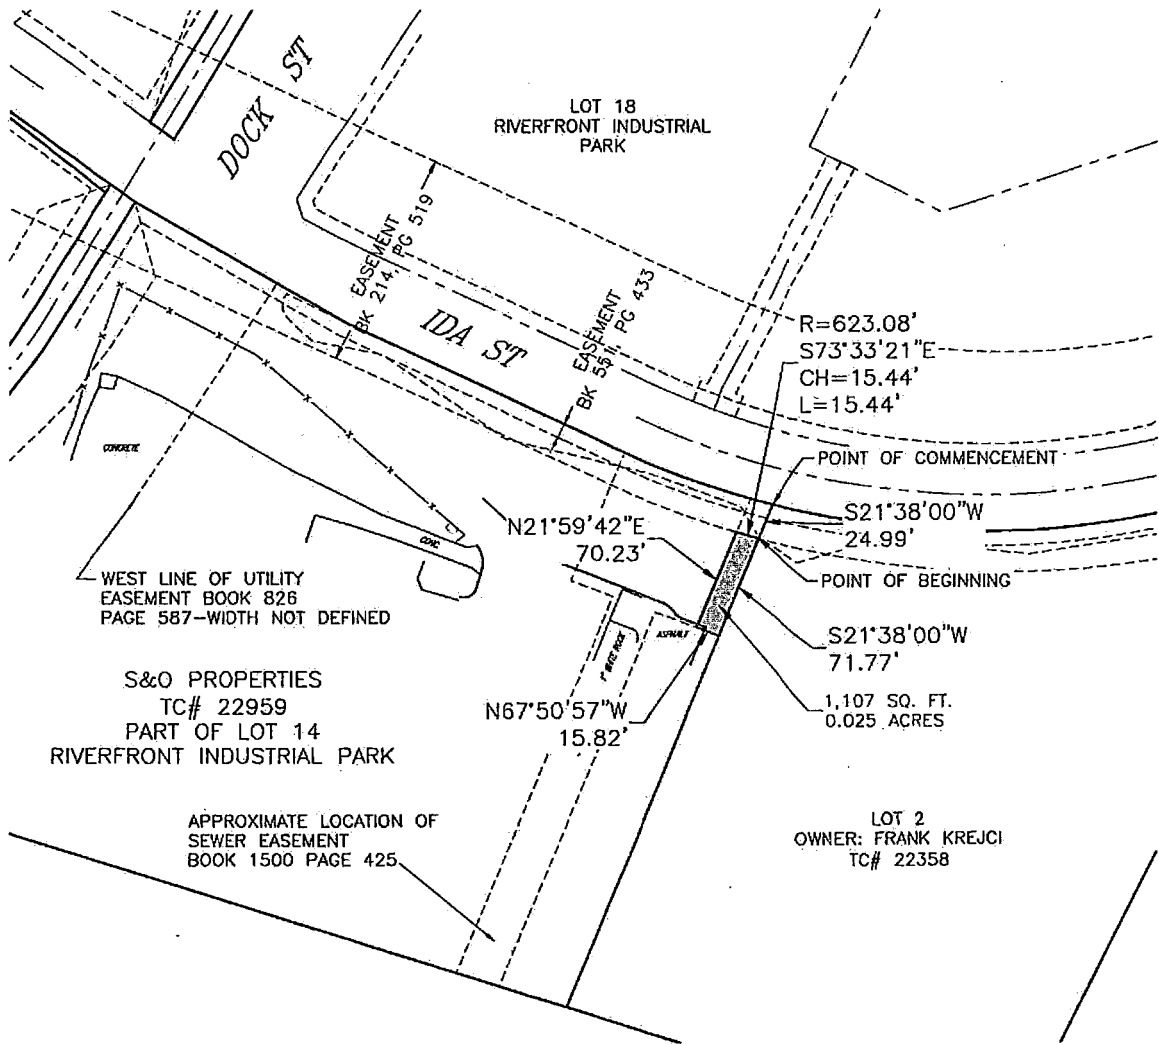 DOCK ST
LOT 18
RIVERFRONT INDUSTRIAL
PARK
EASEMENT
BK 214, PG 519
IDA ST
EASEMENT
BK 551, PG 433
R=623.08'
S73°33'21"E
CH=15.44'
L=15.44'
POINT OF COMMENCEMENT
S21°38'00"W
24.99'
N21°59'42"E
70.23'
POINT OF BEGINNING
CONCRETE
CONC.
WEST LINE OF UTILITY
EASEMENT BOOK 826
PAGE 587-WIDTH NOT DEFINED
ASPHALT
S21°38'00"W
71.77'
1,107 SQ. FT.
0.025 ACRES
N67°50'57"W
15.82'
S&O PROPERTIES
TC# 22959
PART OF LOT 14
RIVERFRONT INDUSTRIAL PARK
APPROXIMATE LOCATION OF
SEWER EASEMENT
BOOK 1500 PAGE 425
LOT 2
OWNER: FRANK KREJCI
TC# 22358